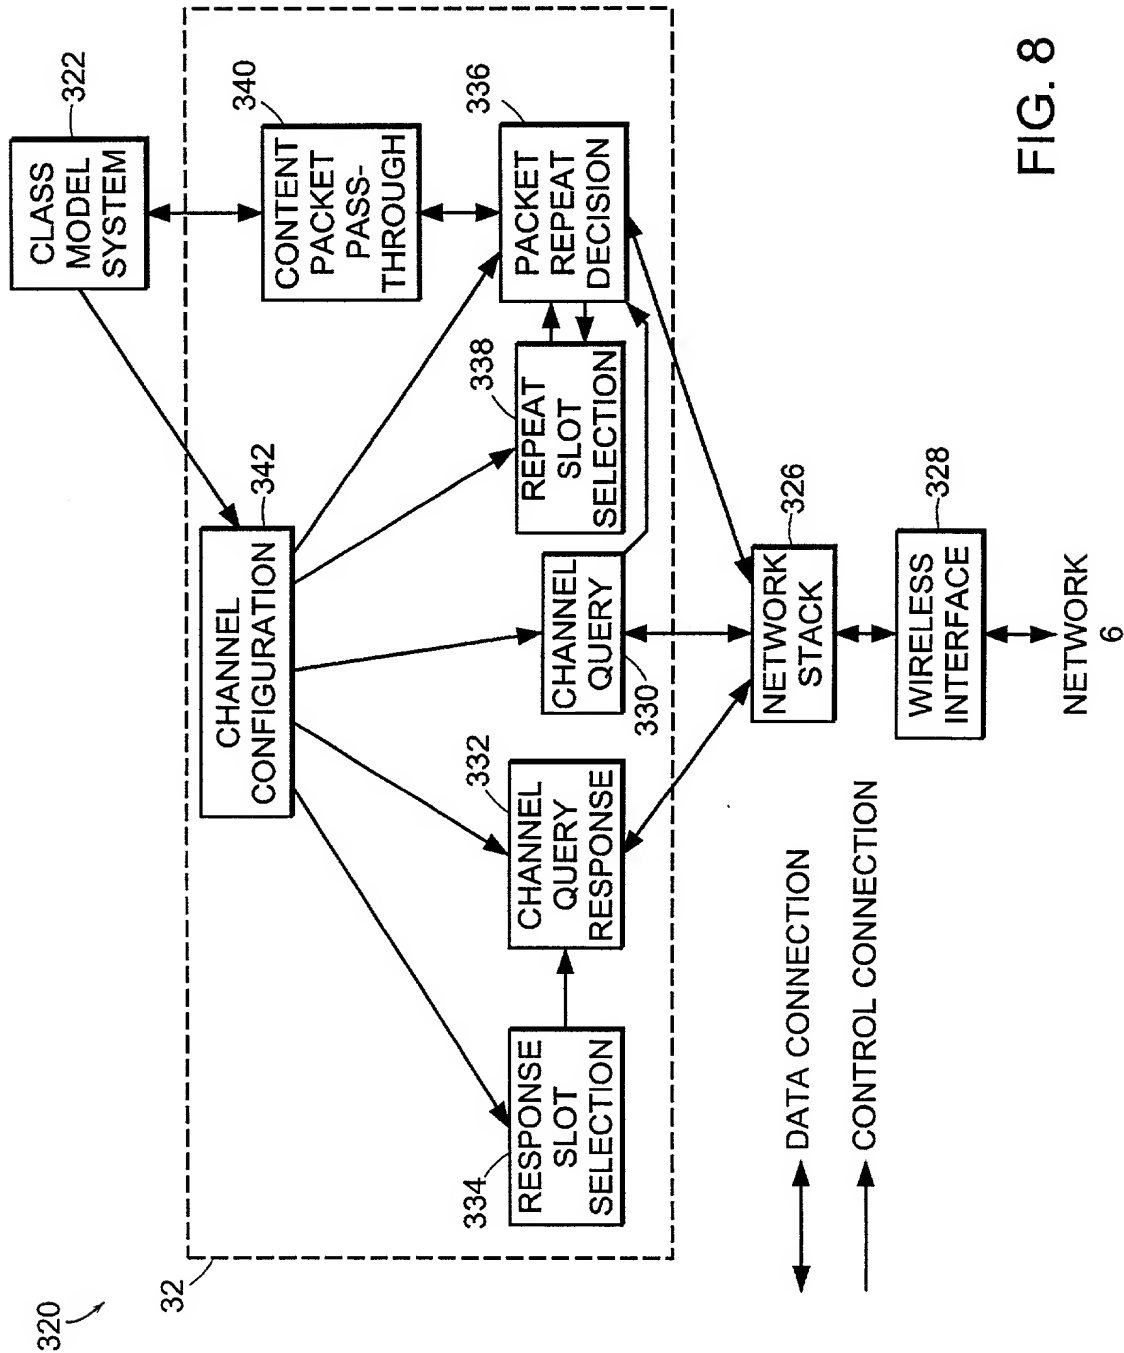 320
32
322
CLASS
MODEL
SYSTEM
342
CHANNEL
CONFIGURATION
340
CONTENT
PACKET
PASS-
THROUGH
334
RESPONSE
SLOT
SELECTION
332
CHANNEL
QUERY
RESPONSE
330
CHANNEL
QUERY
338
REPEAT
SLOT
SELECTION
336
PACKET
REPEAT
DECISION
326
NETWORK
STACK
328
WIRELESS
INTERFACE
NETWORK
6
DATA CONNECTION
CONTROL CONNECTION
FIG. 8